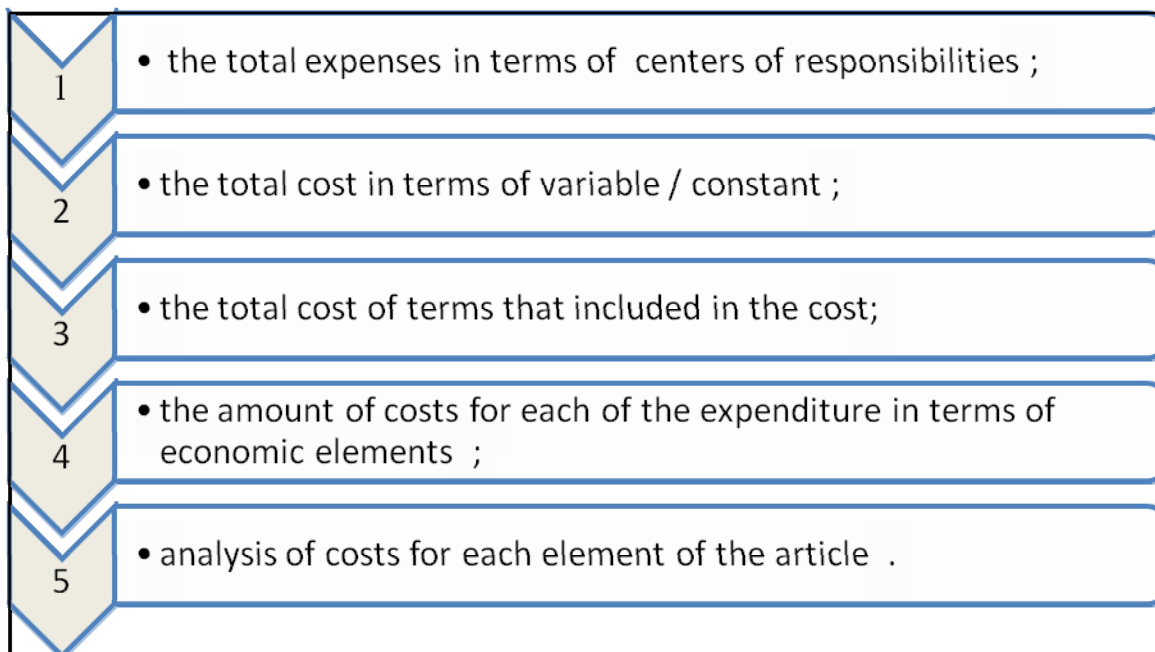 1
• the total expenses in terms of centers of responsibilities ;
2
• the total cost in terms of variable / constant ;
3
• the total cost of terms that included in the cost;
4
• the amount of costs for each of the expenditure in terms of
economic elements ;
5
• analysis of costs for each element of the article .